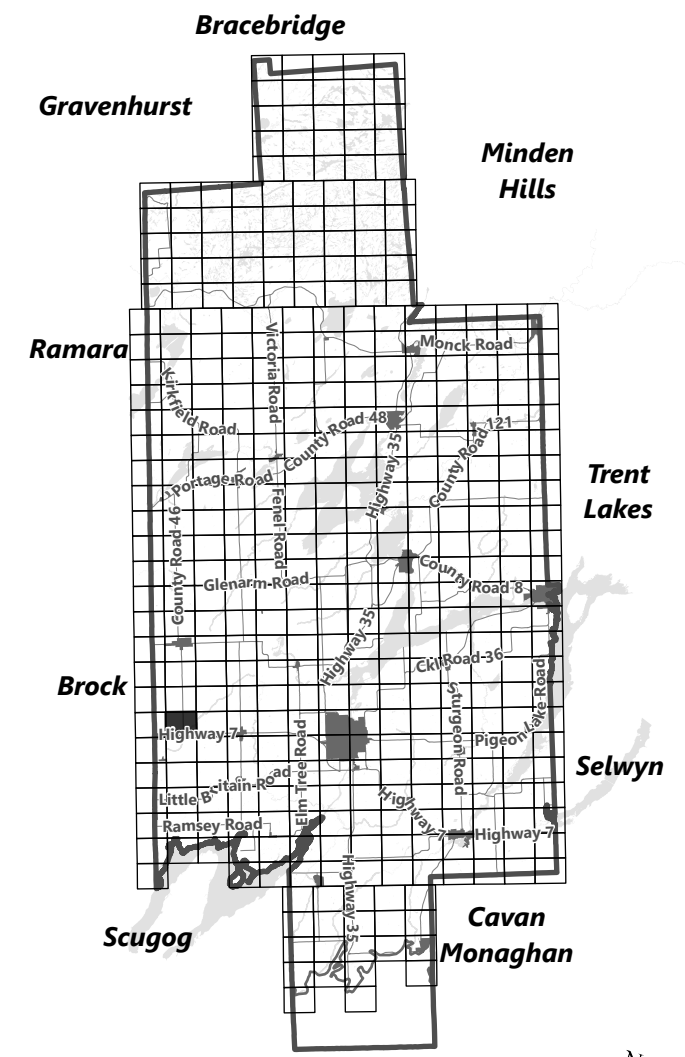 Bracebridge
Gravenhurst
Minden
Hills
Ramara
Monck Road
Victoria Road
Kirkfield Road
County Road 48
County Road 121
Highway 35
Portage Road
Trent
Lakes
Fenel Road
County Road 46
Glenarm Road
County Road 8
Highway 35
Ckl Road 36
Brock
Sturgeon Road
Pigeon Lake Road
Highway 7
Elm Tree Road
Selwyn
Little Britain Road
Highway 7
Highway 7
Ramsey Road
Highway 35
Scugog
Cavan
Monaghan